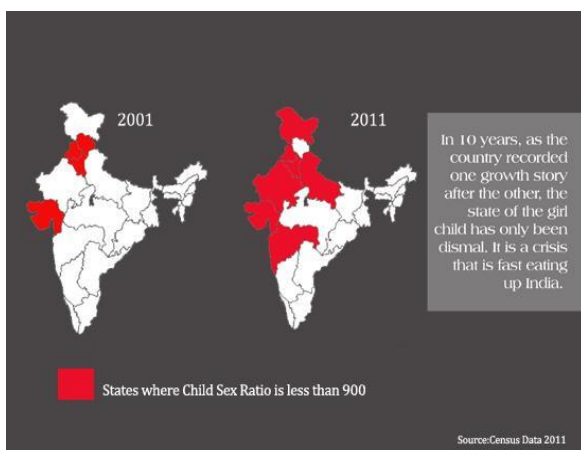 2001
2011
In 10 years, as the
country recorded
one growth story
after the other, the
state of the girl
child has only been
dismal. It is a crisis
that is fast eating
up India.
States where Child Sex Ratio is less than 900
Source:Census Data 2011